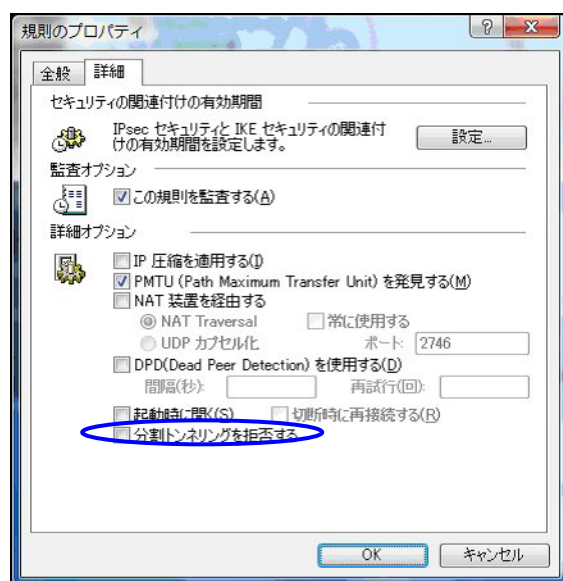 規則のプロパティ
全般 詳細
セキュリティの関連付けの有効期間
IPsec セキュリティと IKE セキュリティの関連付
けの有効期間を設定します。
設定...
監査オプション
この規則を監査する(A)
詳細オプション
IP 圧縮を適用する(I)
PMTU (Path Maximum Transfer Unit) を発見する(M)
NAT 装置を経由する
NAT Traversal 常に使用する
UDP カプセル化 ポート: 2746
DPD(Dead Peer Detection) を使用する(D)
間隔(秒): 再試行(回):
起動時に開く(S) 切断時に再接続する(R)
分割トンネリングを拒否する
OK キャンセル